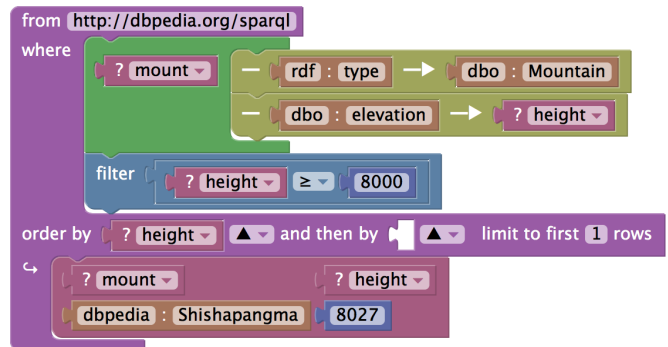 from http://dbpedia.org/sparql
where
? mount rdf : type dbo : Mountain
dbo : elevation ? height
filter ? height ≥ 8000
order by ? height ▲ and then by ▲ limit to first 1 rows
? mount ? height
dbpedia : Shishapangma 8027